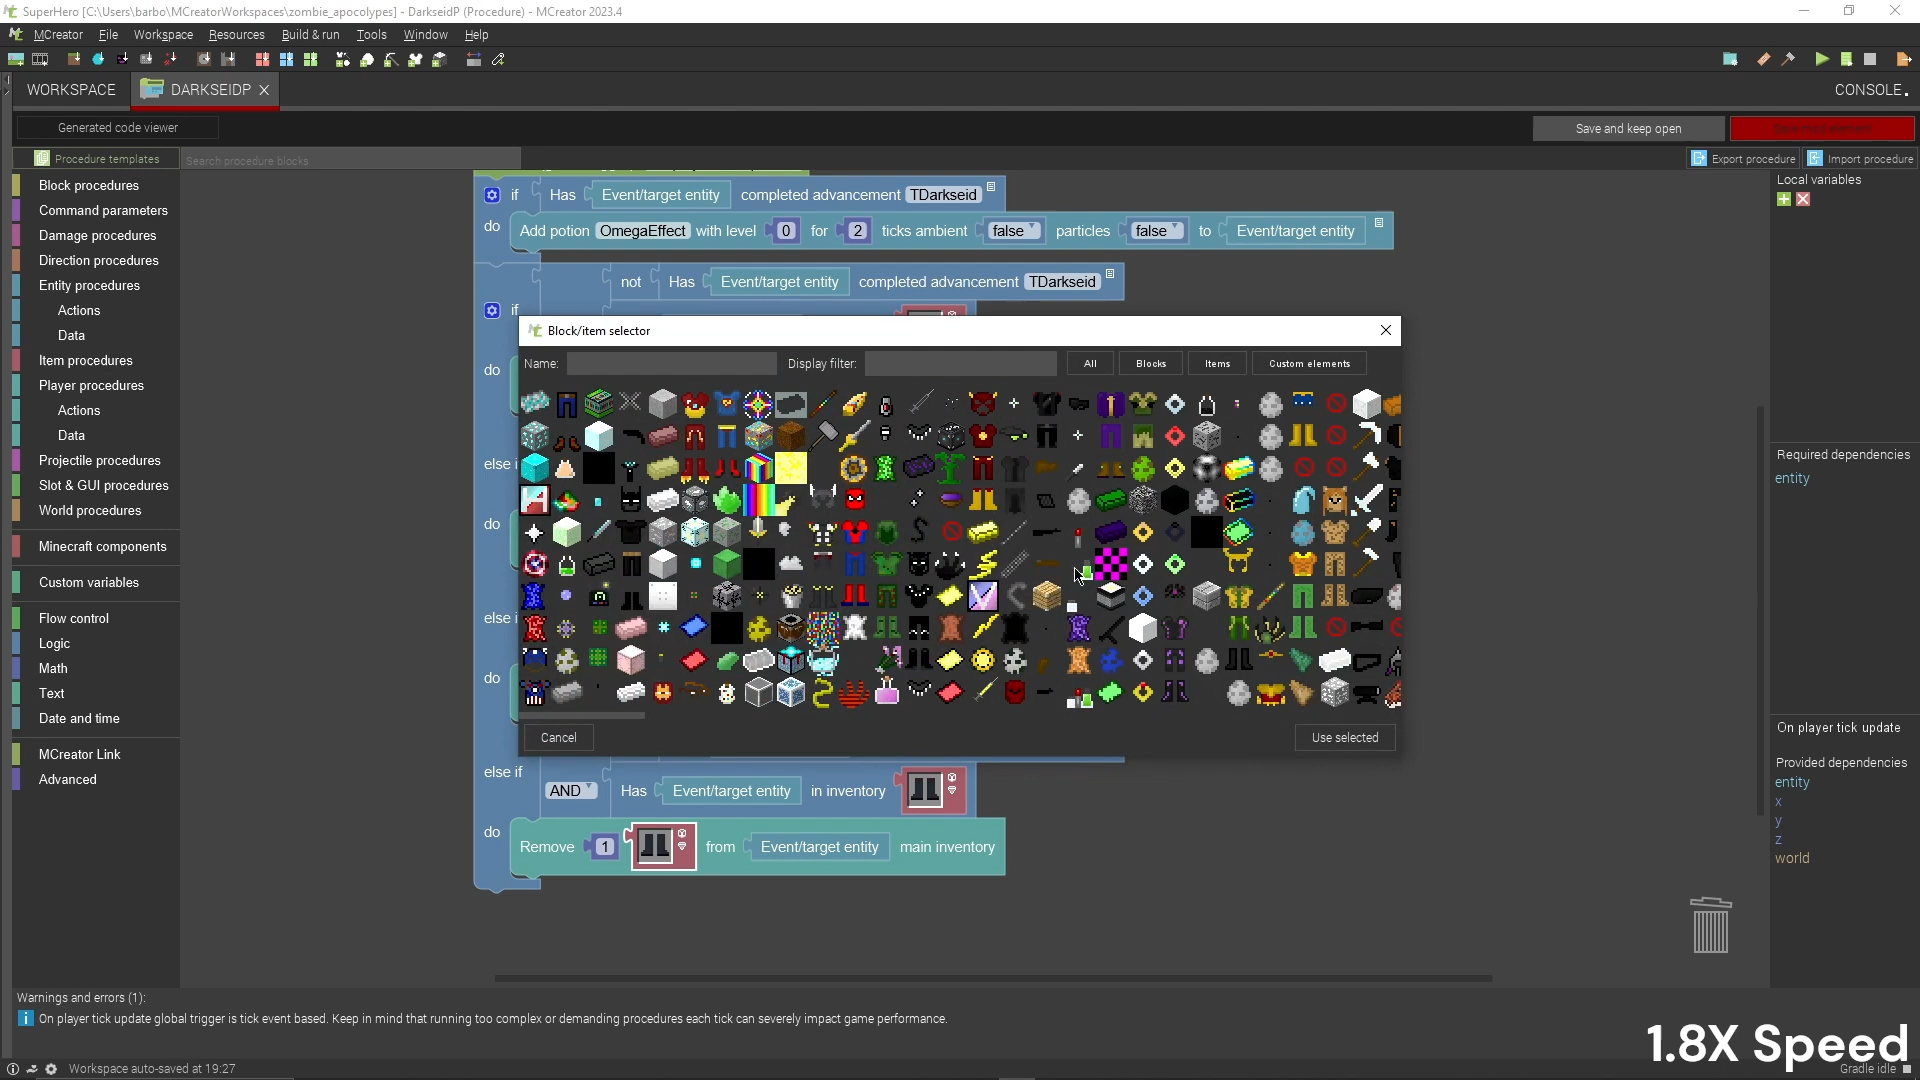 SuperHero [C:\Users\barbo\MCreatorWorkspaces\zombie_apocolypes] - DarkseidP (Procedure) - MCreator 2023.4
MCreator File Workspace Resources Build & run Tools Window Help
WORKSPACE DARKSEIDP CONSOLE
Generated code viewer Save and keep open
Procedure templates Search procedure blocks Export procedure Import procedure
Block procedures
Command parameters
Damage procedures
Direction procedures
Entity procedures
Actions
Data
Item procedures
Player procedures
Actions
Data
Projectile procedures
Slot & GUI procedures
World procedures
Minecraft components
Custom variables
Flow control
Logic
Math
Text
Date and time
MCreator Link
Advanced
if Has Event/target entity completed advancement TDarkseid
do Add potion OmegaEffect with level 0 for 2 ticks ambient false particles false to Event/target entity
not Has Event/target entity completed advancement TDarkseid
if
do
else i
do
else i
do
Block/item selector
Name: Display filter: All Blocks Items Custom elements
Cancel Use selected
else if AND Has Event/target entity in inventory
do Remove 1 from Event/target entity main inventory
Local variables
Required dependencies
entity
On player tick update
Provided dependencies
entity
x
y
z
world
Warnings and errors (1):
On player tick update global trigger is tick event based. Keep in mind that running too complex or demanding procedures each tick can severely impact game performance.
1.8X Speed
Workspace auto-saved at 19:27 Gradle idle